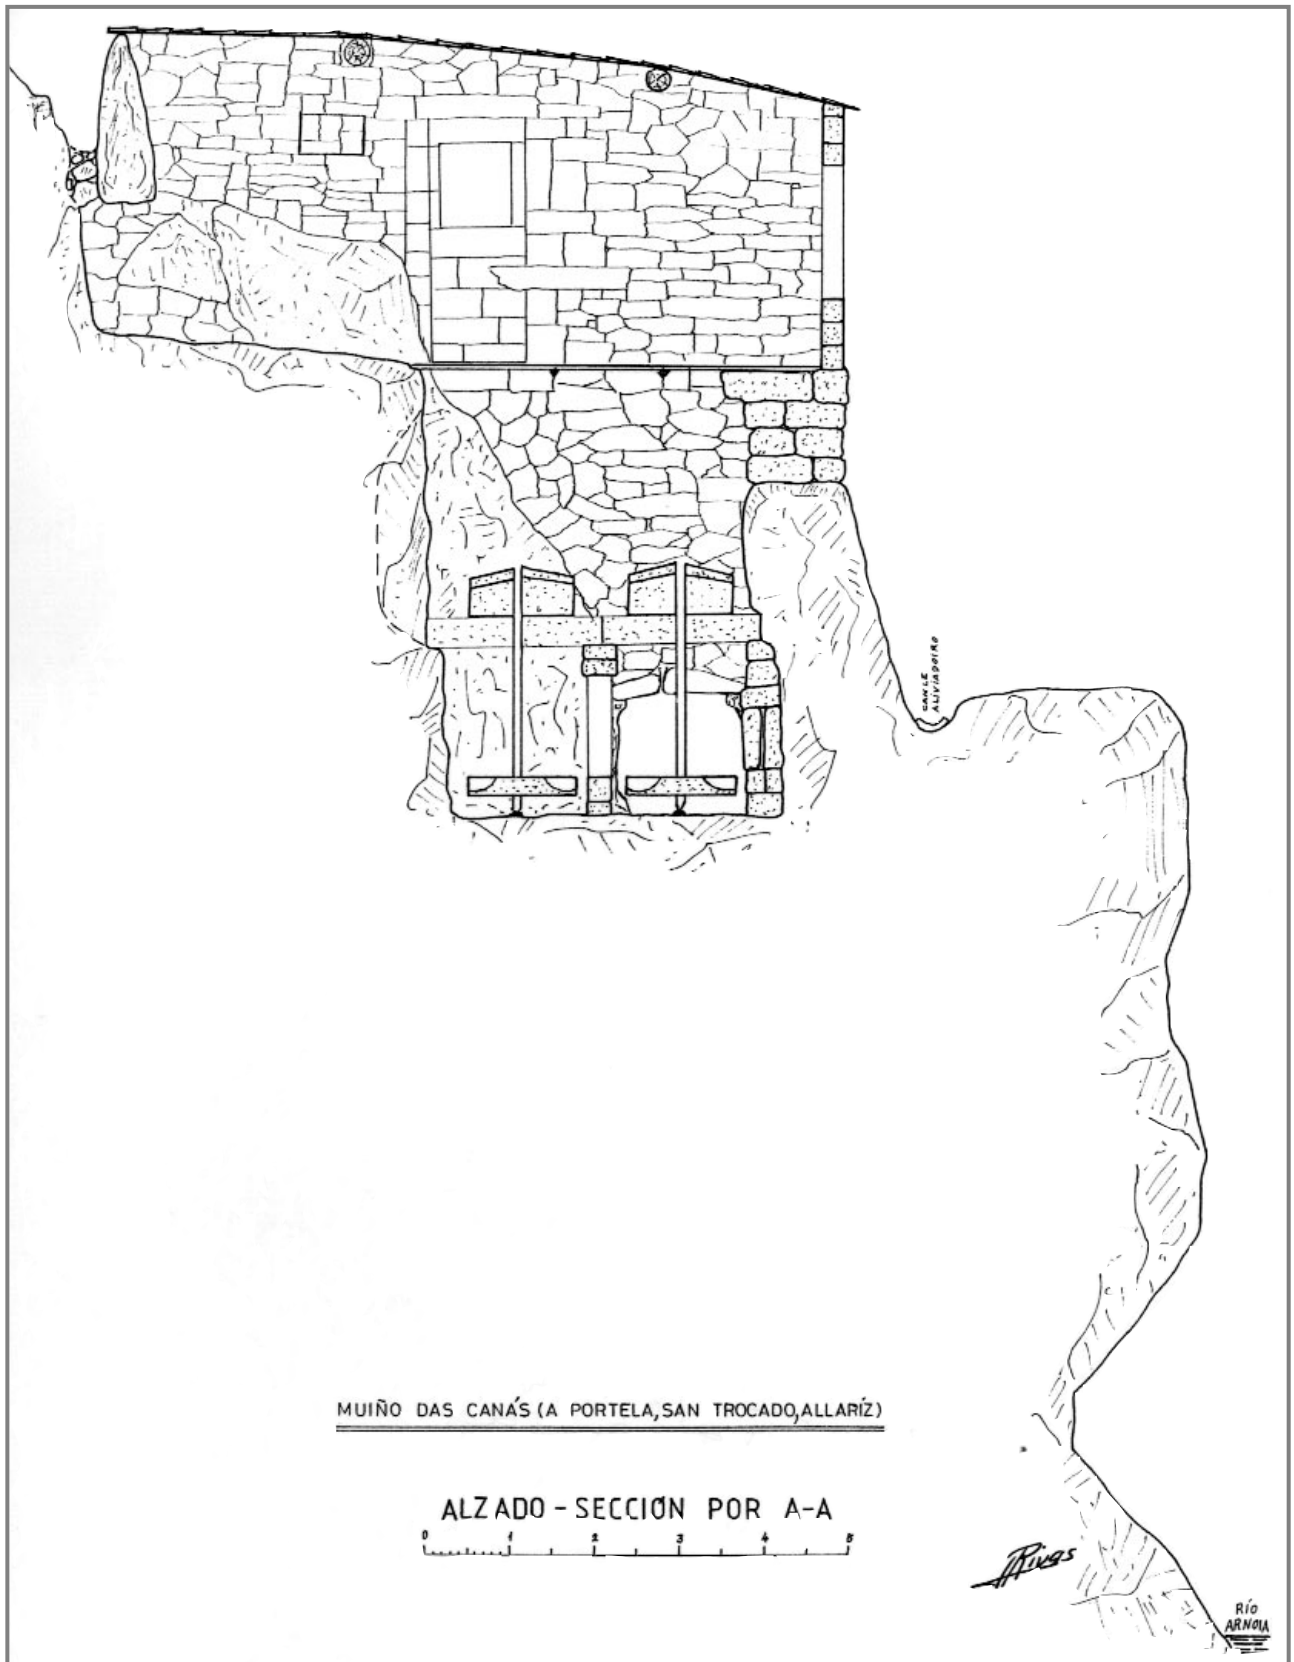 CANLE
ALIVIADOIRO
MUIÑO DAS CANÁS (A PORTELA, SAN TROCADO, ALLARÍZ)
ALZADO - SECCIÓN POR A-A
0 1 2 3 4 5
Rivas
RÍO
ARNOIA